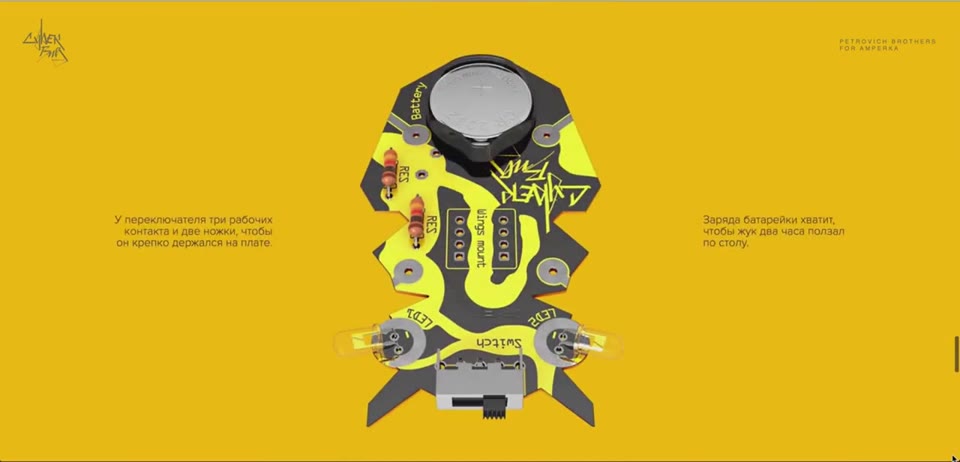 PETROVICH BROTHERS
FOR AMPERKA
Battery
RES
RES
Wings mount
У переключателя три рабочих
контакта и две ножки, чтобы
он крепко держался на плате.
Заряда батарейки хватит,
чтобы жук два часа ползал
по столу.
LED1
LED2
Switch